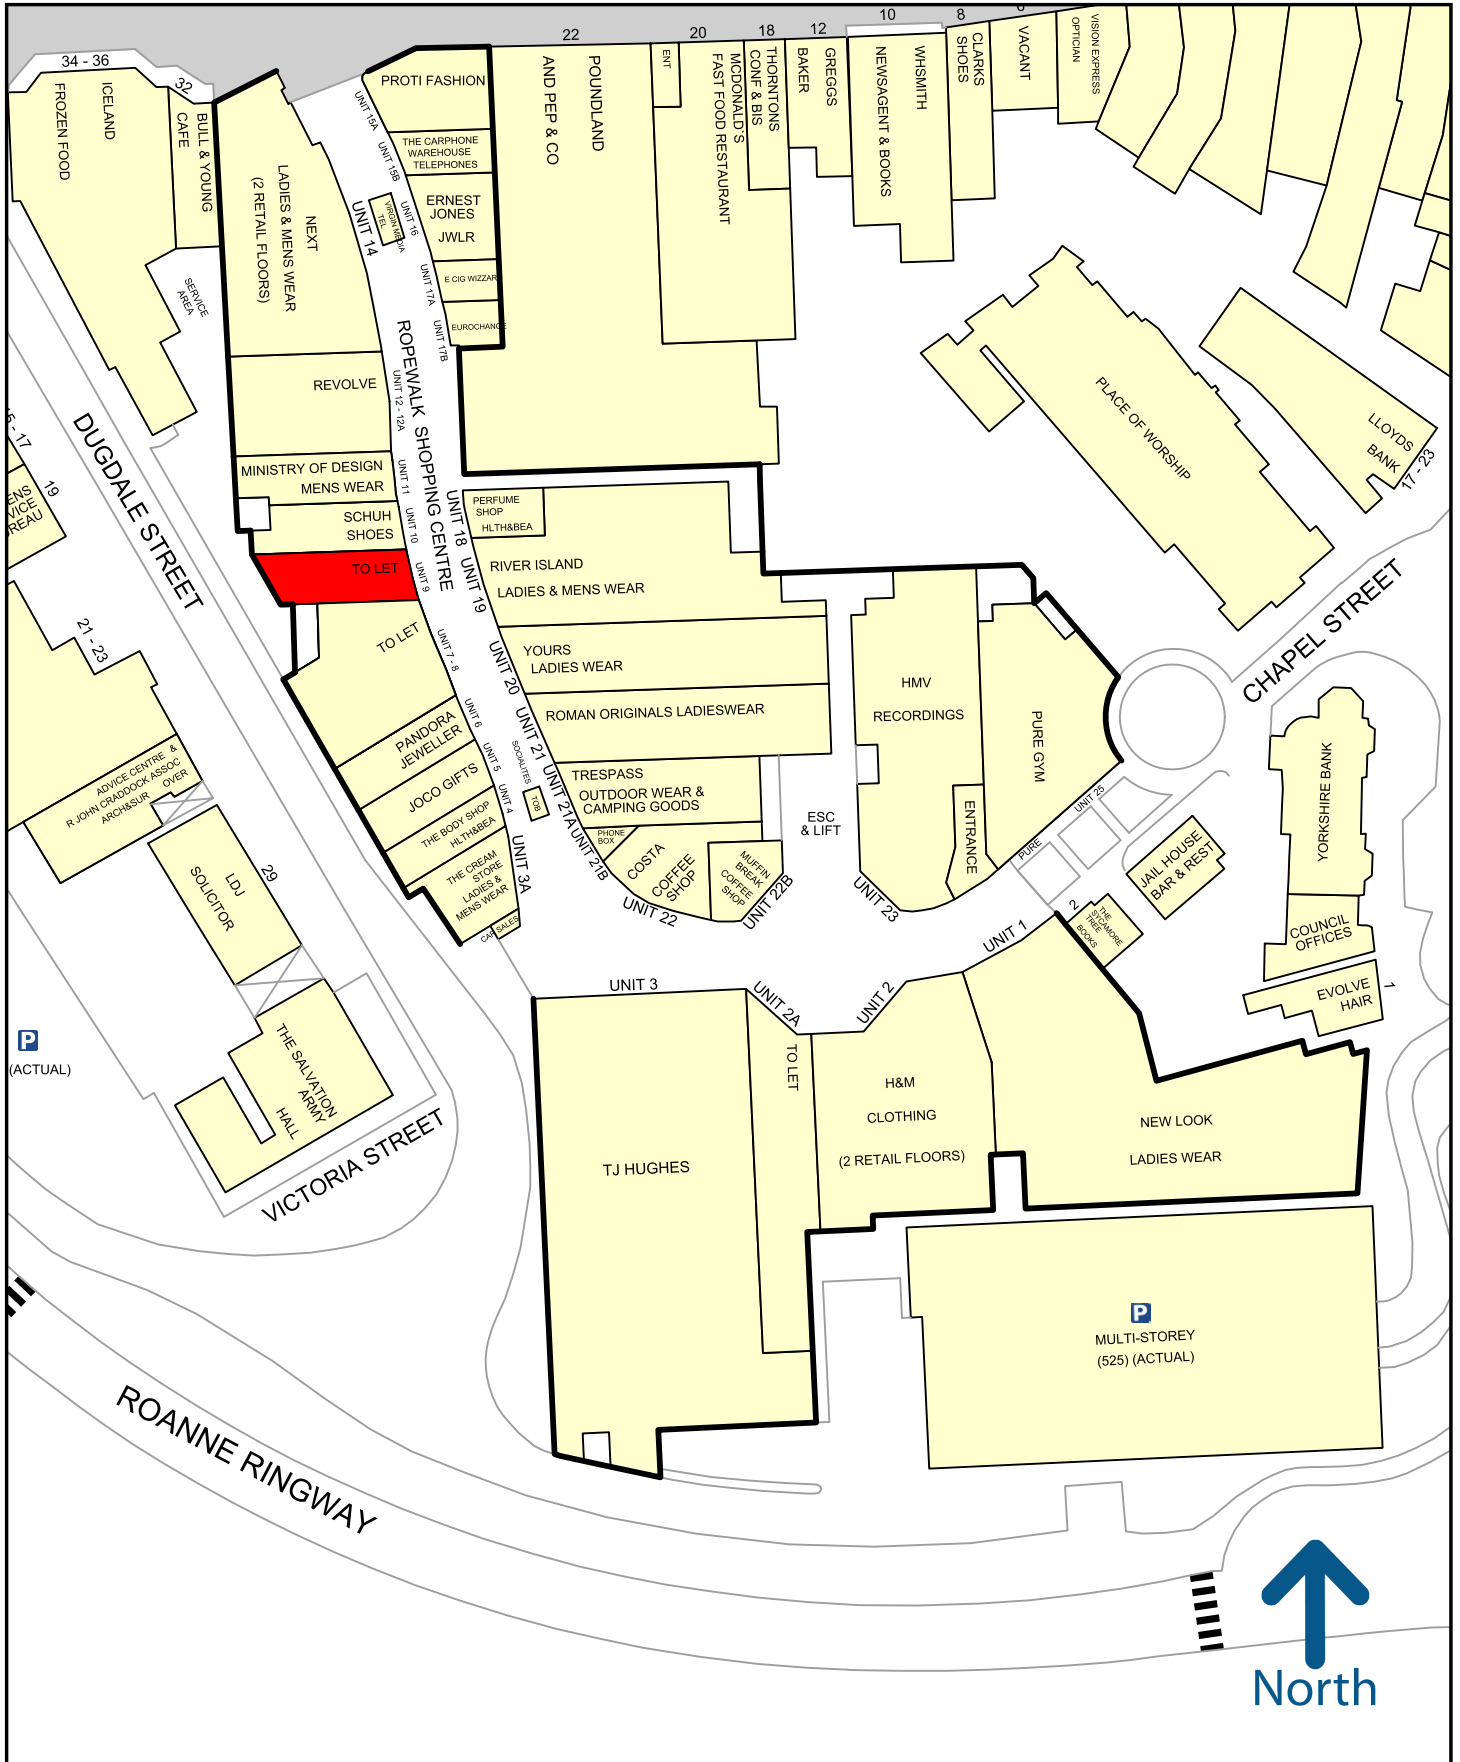 22
20
18
12
10
8
34 - 36
32
ICELAND
FROZEN FOOD
BULL & YOUNG
CAFE
SERVICE
AREA
NEXT
LADIES & MENS WEAR
(2 RETAIL FLOORS)
UNIT 14
VIRGIN MEDIA
TEL
UNIT 15A
PROTI FASHION
UNIT 15B
THE CARPHONE
WAREHOUSE
TELEPHONES
UNIT 16
ERNEST
JONES
JWLR
UNIT 17A
E CIG WIZZARD
UNIT 17B
EUROCHANGE
POUNDLAND
AND PEP & CO
ENT
MCDONALD'S
FAST FOOD RESTAURANT
THORNTONS
CONF & BIS
GREGGS
BAKER
WHSMITH
NEWSAGENT & BOOKS
CLARKS
SHOES
VACANT
VISION EXPRESS
OPTICIAN
PLACE OF WORSHIP
LLOYDS
BANK
17 - 23
CHAPEL STREET
ROPEWALK SHOPPING CENTRE
REVOLVE
UNIT 12 - 12A
MINISTRY OF DESIGN
MENS WEAR
UNIT 11
SCHUH
SHOES
UNIT 10
TO LET
UNIT 9
TO LET
UNIT 7 - 8
PANDORA
JEWELLER
UNIT 6
JOCO GIFTS
UNIT 5
THE BODY SHOP
HLTH&BEA
UNIT 4
THE CREAM
STORE
LADIES &
MENS WEAR
UNIT 3A
CAR SALES
SOCIALITES
TOB
UNIT 18
PERFUME
SHOP
HLTH&BEA
UNIT 19
RIVER ISLAND
LADIES & MENS WEAR
UNIT 20
YOURS
LADIES WEAR
UNIT 21
ROMAN ORIGINALS LADIESWEAR
UNIT 21A
TRESPASS
OUTDOOR WEAR &
CAMPING GOODS
UNIT 21B
PHONE
BOX
COSTA
COFFEE
SHOP
UNIT 22
MUFFIN
BREAK
COFFEE
SHOP
UNIT 22B
ESC
& LIFT
HMV
RECORDINGS
UNIT 23
ENTRANCE
PURE GYM
UNIT 25
PURE
JAIL HOUSE
BAR & REST
2
THE
SYCAMORE
TREE
BOOKS
YORKSHIRE BANK
COUNCIL
OFFICES
EVOLVE
HAIR
1
UNIT 1
NEW LOOK
LADIES WEAR
UNIT 2
H&M
CLOTHING
(2 RETAIL FLOORS)
UNIT 2A
TO LET
UNIT 3
TJ HUGHES
P
MULTI-STOREY
(525) (ACTUAL)
DUGDALE STREET
19
21 - 23
ADVICE CENTRE &
R JOHN CRADDOCK ASSOC
ARCH&SUR OVER
29
LDJ
SOLICITOR
THE SALVATION
ARMY
HALL
P
(ACTUAL)
VICTORIA STREET
ROANNE RINGWAY
North